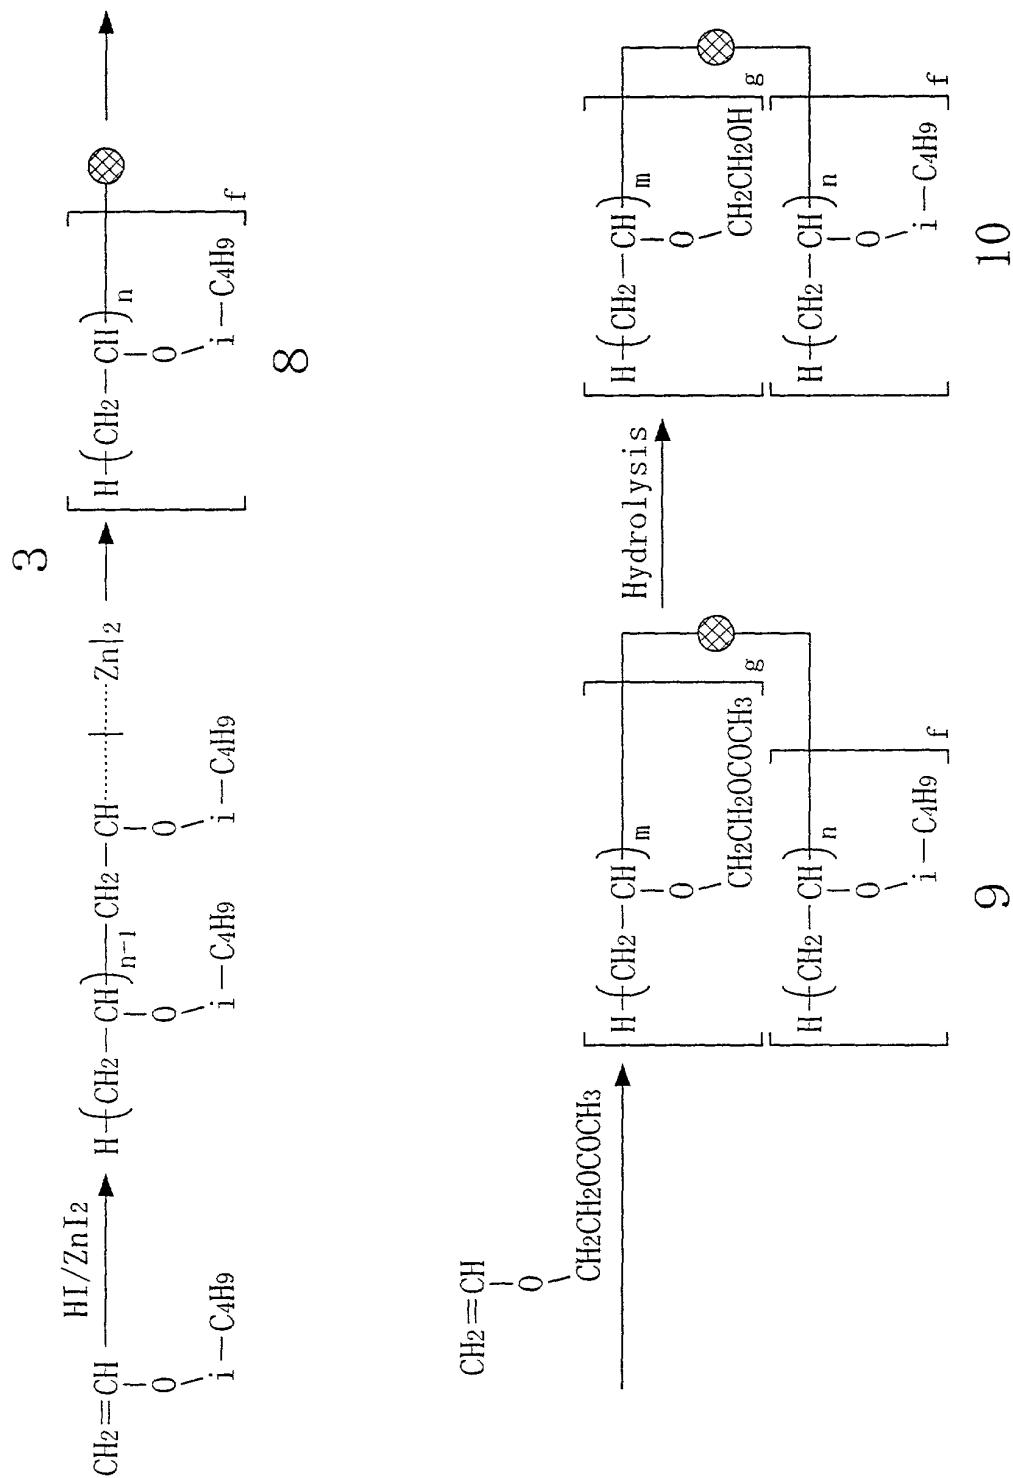 CH2=CH
O
i—C4H9
HI/ZnI2
H—(CH2—CH)n-1—CH2—CH┈┈I┈┈ZnI2
O
i—C4H9
O
i—C4H9
3
[H—(CH2—CH)n]f
O
i—C4H9
8
CH2=CH
O
CH2CH2OCOCH3
[H—(CH2—CH)m]g
O
CH2CH2OCOCH3
[H—(CH2—CH)n]f
O
i—C4H9
9
Hydrolysis
[H—(CH2—CH)m]g
O
CH2CH2OH
[H—(CH2—CH)n]f
O
i—C4H9
10